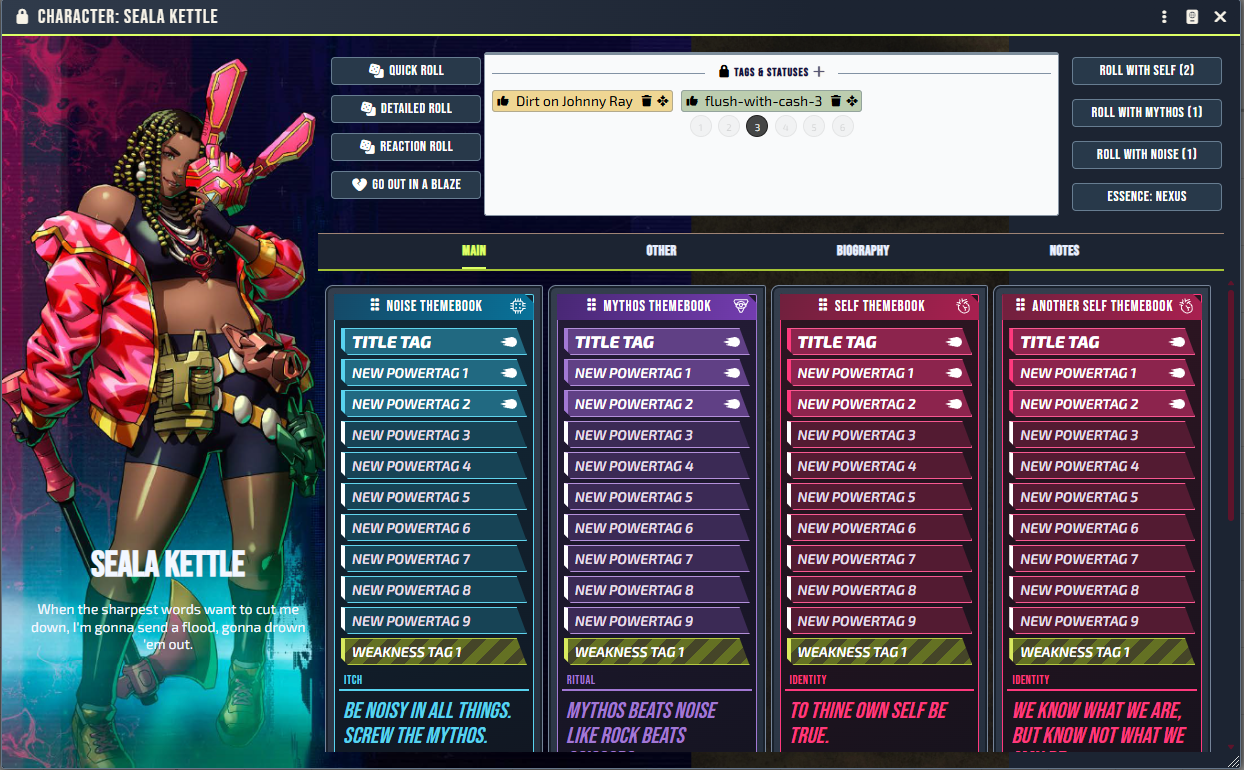 CHARACTER: SEALA KETTLE
QUICK ROLL
DETAILED ROLL
REACTION ROLL
GO OUT IN A BLAZE
TAGS & STATUSES
Dirt on Johnny Ray
flush-with-cash-3
1 2 3 4 5 6
ROLL WITH SELF (2)
ROLL WITH MYTHOS (1)
ROLL WITH NOISE (1)
ESSENCE: NEXUS
MAIN
OTHER
BIOGRAPHY
NOTES
SEALA KETTLE
When the sharpest words want to cut me
down, I'm gonna send a flood, gonna drown
'em out.
NOISE THEMEBOOK
TITLE TAG
NEW POWERTAG 1
NEW POWERTAG 2
NEW POWERTAG 3
NEW POWERTAG 4
NEW POWERTAG 5
NEW POWERTAG 6
NEW POWERTAG 7
NEW POWERTAG 8
NEW POWERTAG 9
WEAKNESS TAG 1
ITCH
BE NOISY IN ALL THINGS.
SCREW THE MYTHOS.
MYTHOS THEMEBOOK
TITLE TAG
NEW POWERTAG 1
NEW POWERTAG 2
NEW POWERTAG 3
NEW POWERTAG 4
NEW POWERTAG 5
NEW POWERTAG 6
NEW POWERTAG 7
NEW POWERTAG 8
NEW POWERTAG 9
WEAKNESS TAG 1
RITUAL
MYTHOS BEATS NOISE
LIKE ROCK BEATS
SELF THEMEBOOK
TITLE TAG
NEW POWERTAG 1
NEW POWERTAG 2
NEW POWERTAG 3
NEW POWERTAG 4
NEW POWERTAG 5
NEW POWERTAG 6
NEW POWERTAG 7
NEW POWERTAG 8
NEW POWERTAG 9
WEAKNESS TAG 1
IDENTITY
TO THINE OWN SELF BE
TRUE.
ANOTHER SELF THEMEBOOK
TITLE TAG
NEW POWERTAG 1
NEW POWERTAG 2
NEW POWERTAG 3
NEW POWERTAG 4
NEW POWERTAG 5
NEW POWERTAG 6
NEW POWERTAG 7
NEW POWERTAG 8
NEW POWERTAG 9
WEAKNESS TAG 1
IDENTITY
WE KNOW WHAT WE ARE,
BUT KNOW NOT WHAT WE